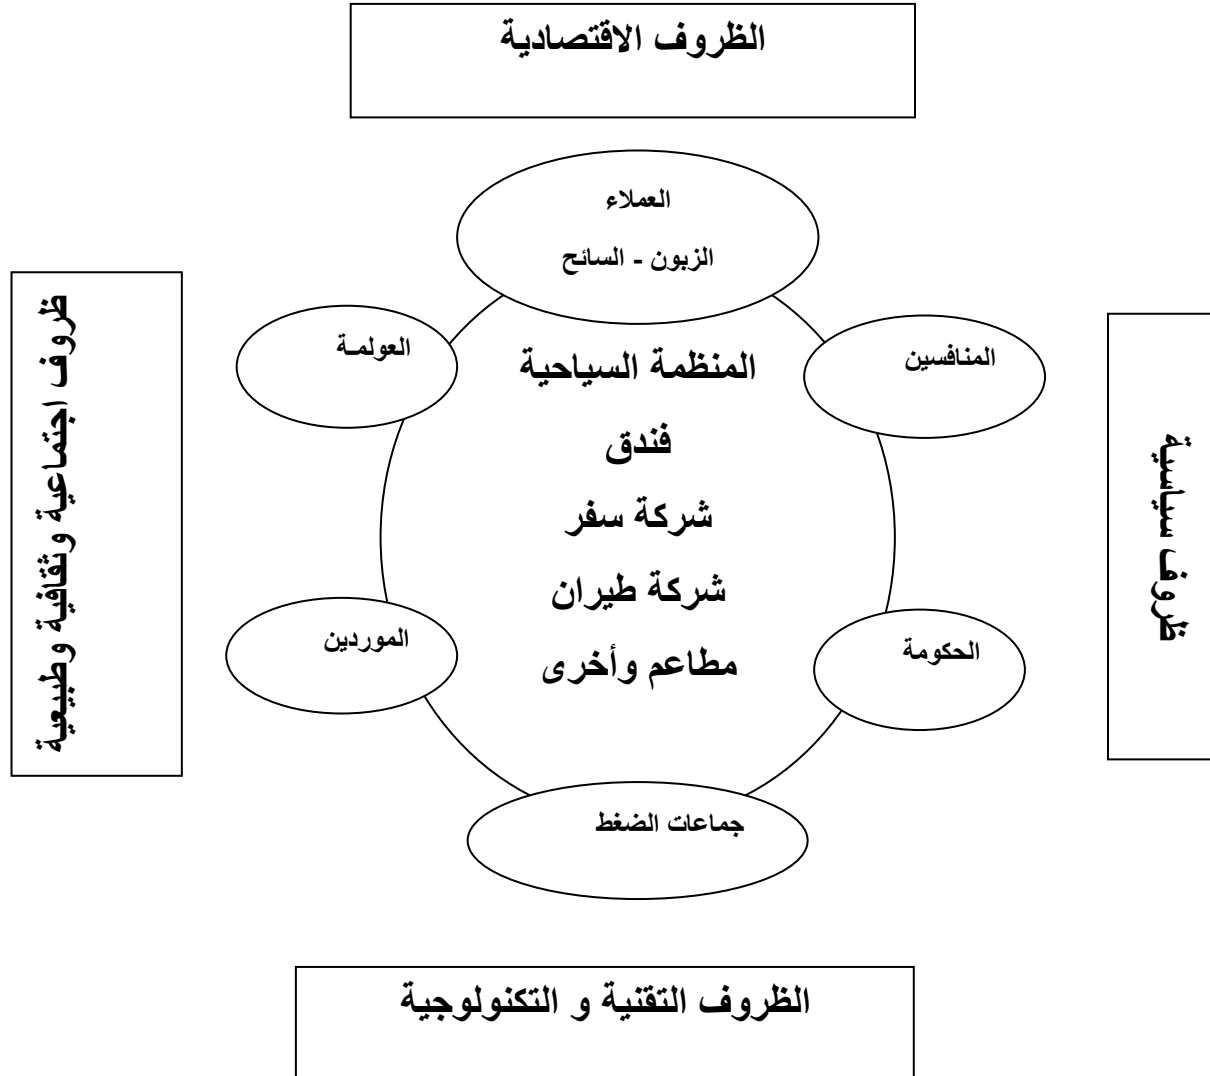 الظروف الاقتصادية
العملاء
الزبون - السائح
المنافسين
العولمـة
المنظمة السياحية
فندق
شركة سفر
شركة طيران
مطاعم وأخرى
الحكومة
الموردين
جماعات الضغط
ظروف سياسية
ظروف اجتماعية وثقافية وطبيعية
الظروف التقنية و التكنولوجية